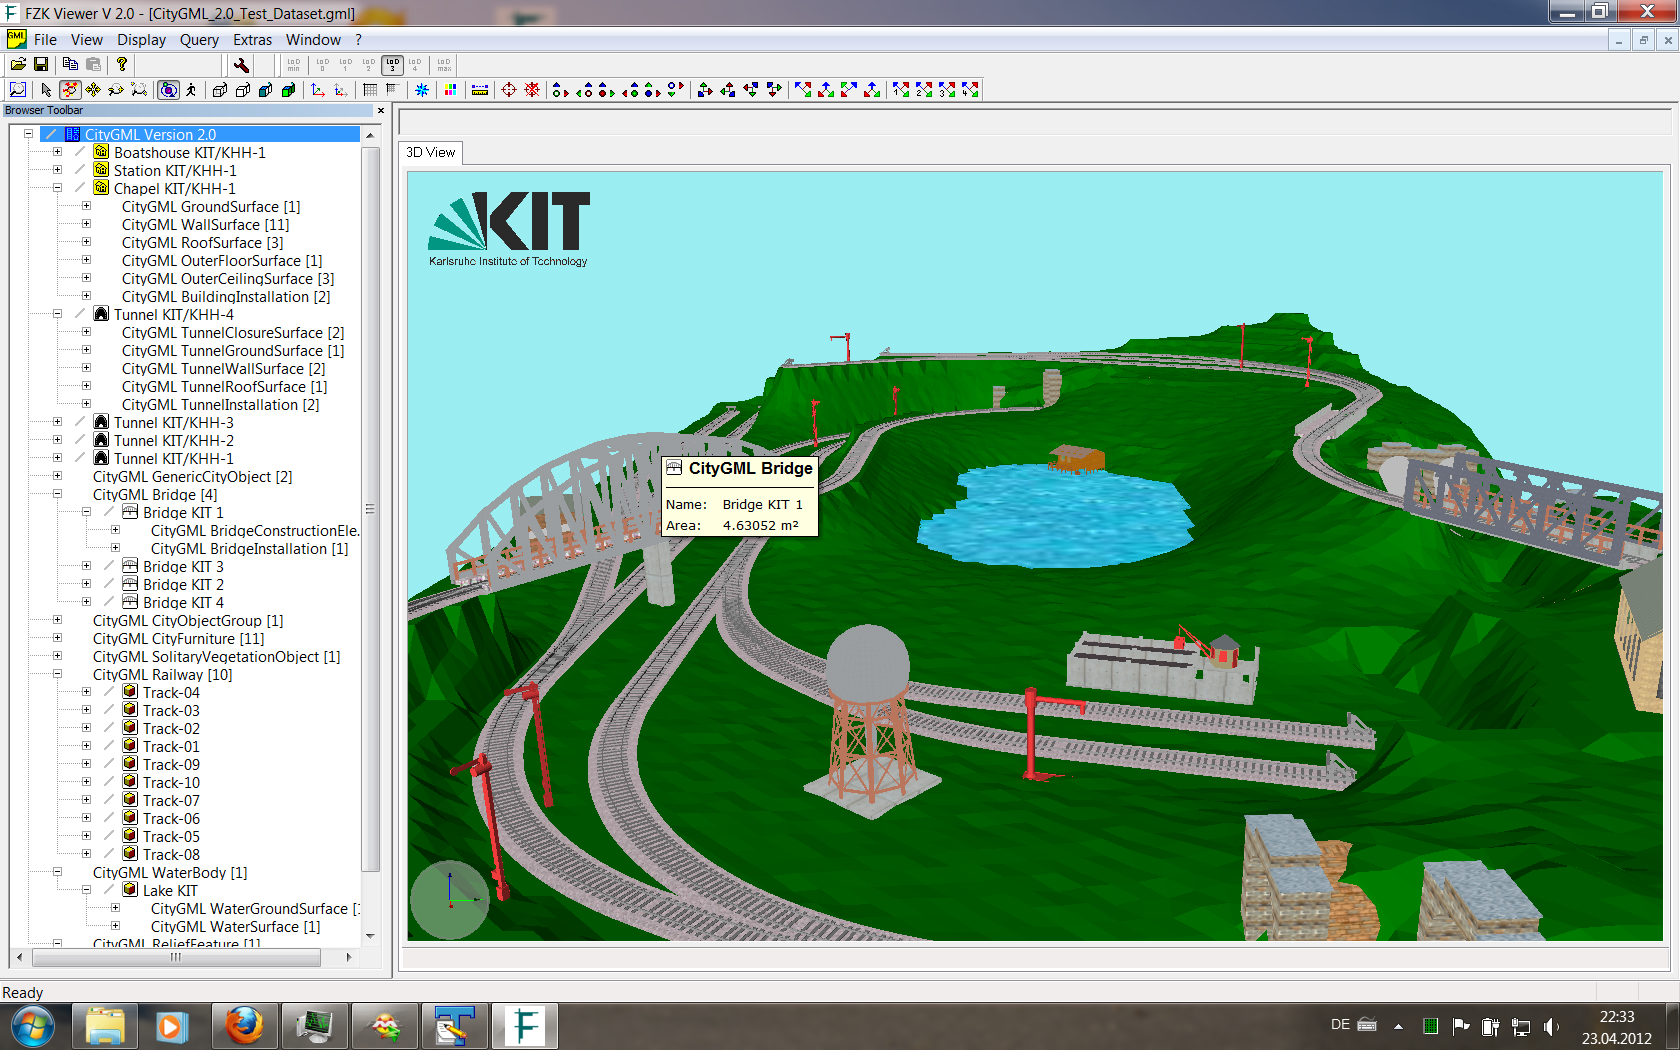 FZK Viewer V 2.0 - [CityGML_2.0_Test_Dataset.gml]
GML File View Display Query Extras Window ?
LoD min LoD 0 LoD 1 LoD 2 LoD 3 LoD 4 LoD max
Browser Toolbar
CityGML Version 2.0
Boatshouse KIT/KHH-1
Station KIT/KHH-1
Chapel KIT/KHH-1
CityGML GroundSurface [1]
CityGML WallSurface [11]
CityGML RoofSurface [3]
CityGML OuterFloorSurface [1]
CityGML OuterCeilingSurface [3]
CityGML BuildingInstallation [2]
Tunnel KIT/KHH-4
CityGML TunnelClosureSurface [2]
CityGML TunnelGroundSurface [1]
CityGML TunnelWallSurface [2]
CityGML TunnelRoofSurface [1]
CityGML TunnelInstallation [2]
Tunnel KIT/KHH-3
Tunnel KIT/KHH-2
Tunnel KIT/KHH-1
CityGML GenericCityObject [2]
CityGML Bridge [4]
Bridge KIT 1
CityGML BridgeConstructionEle.
CityGML BridgeInstallation [1]
Bridge KIT 3
Bridge KIT 2
Bridge KIT 4
CityGML CityObjectGroup [1]
CityGML CityFurniture [11]
CityGML SolitaryVegetationObject [1]
CityGML Railway [10]
Track-04
Track-03
Track-02
Track-01
Track-09
Track-10
Track-07
Track-06
Track-05
Track-08
CityGML WaterBody [1]
Lake KIT
CityGML WaterGroundSurface [
CityGML WaterSurface [1]
CityGML ReliefFeature [1]
3D View
KIT
Karlsruhe Institute of Technology
CityGML Bridge
Name: Bridge KIT 1
Area: 4.63052 m²
Ready
DE
22:33
23.04.2012